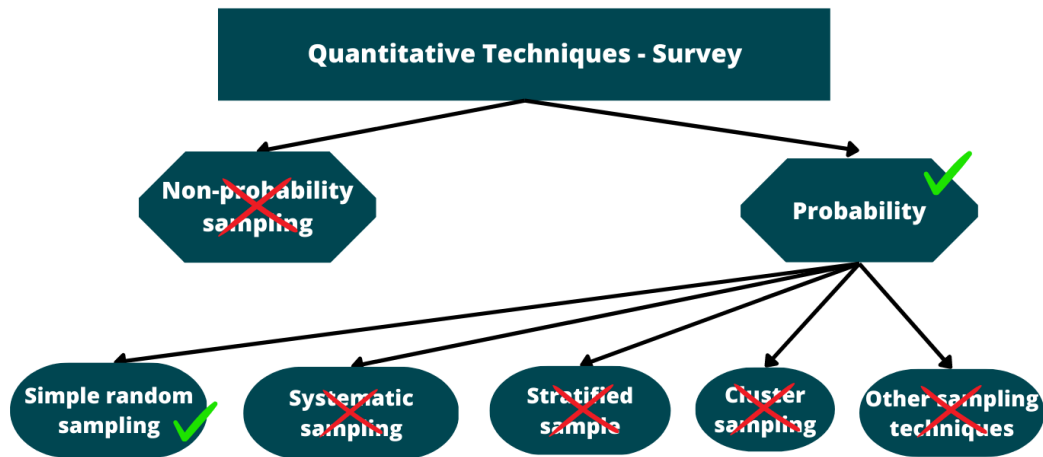 Quantitative Techniques - Survey
Non-probability
sampling
Probability
Simple random
sampling
Systematic
sampling
Stratified
sample
Cluster
sampling
Other sampling
techniques